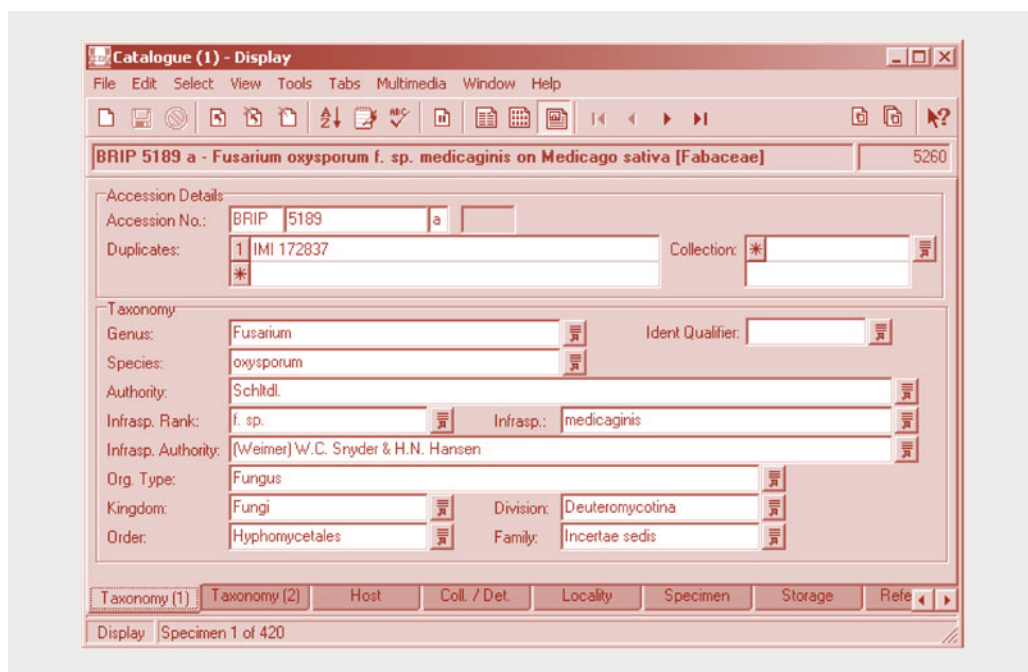 Catalogue (1) - Display
File Edit Select View Tools Tabs Multimedia Window Help
BRIP 5189 a - Fusarium oxysporum f. sp. medicaginis on Medicago sativa [Fabaceae] 5260
Accession Details
Accession No.: BRIP 5189 a
Duplicates: 1 IMI 172837 Collection:
Taxonomy
Genus: Fusarium Ident Qualifier:
Species: oxysporum
Authority: Schltdl.
Infrasp. Rank: f. sp. Infrasp.: medicaginis
Infrasp. Authority: (Weimer) W.C. Snyder & H.N. Hansen
Org. Type: Fungus
Kingdom: Fungi Division: Deuteromycotina
Order: Hyphomycetales Family: Incertae sedis
Taxonomy (1) Taxonomy (2) Host Coll. / Det. Locality Specimen Storage Refe
Display Specimen 1 of 420